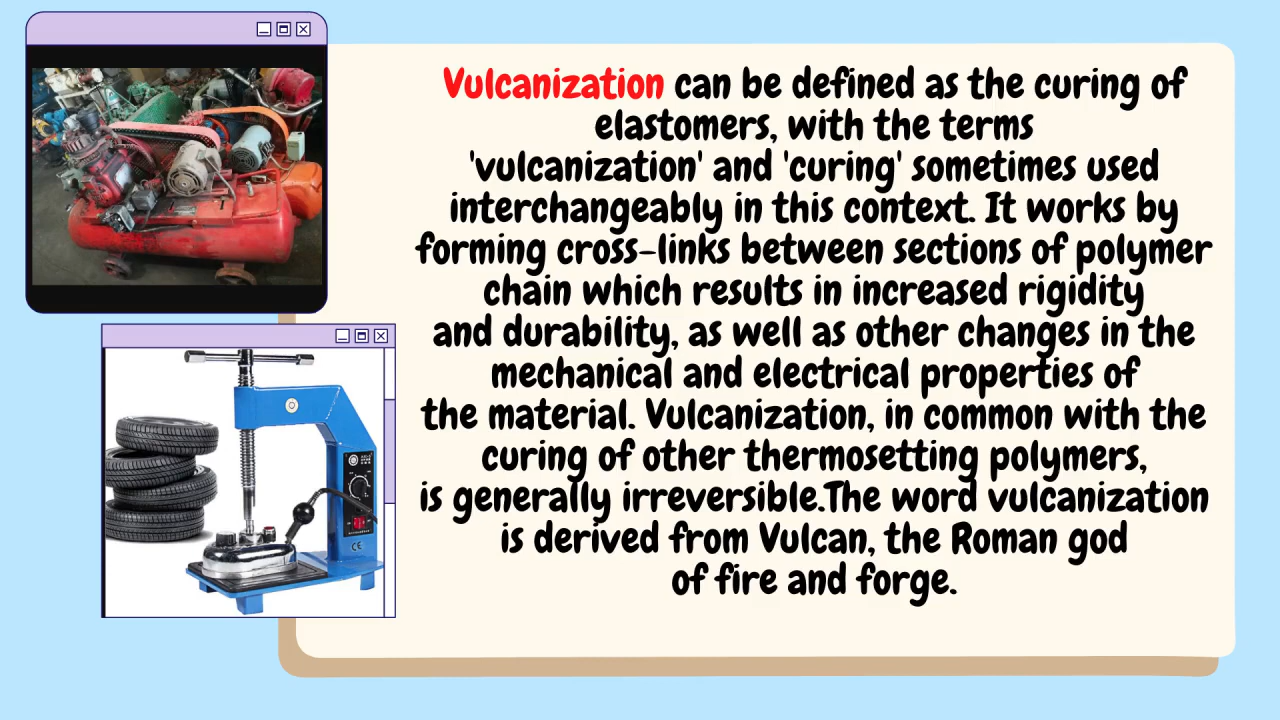 Vulcanization can be defined as the curing of
elastomers, with the terms
'vulcanization' and 'curing' sometimes used
interchangeably in this context. It works by
forming cross-links between sections of polymer
chain which results in increased rigidity
and durability, as well as other changes in the
mechanical and electrical properties of
the material. Vulcanization, in common with the
curing of other thermosetting polymers,
is generally irreversible.The word vulcanization
is derived from Vulcan, the Roman god
of fire and forge.
CE